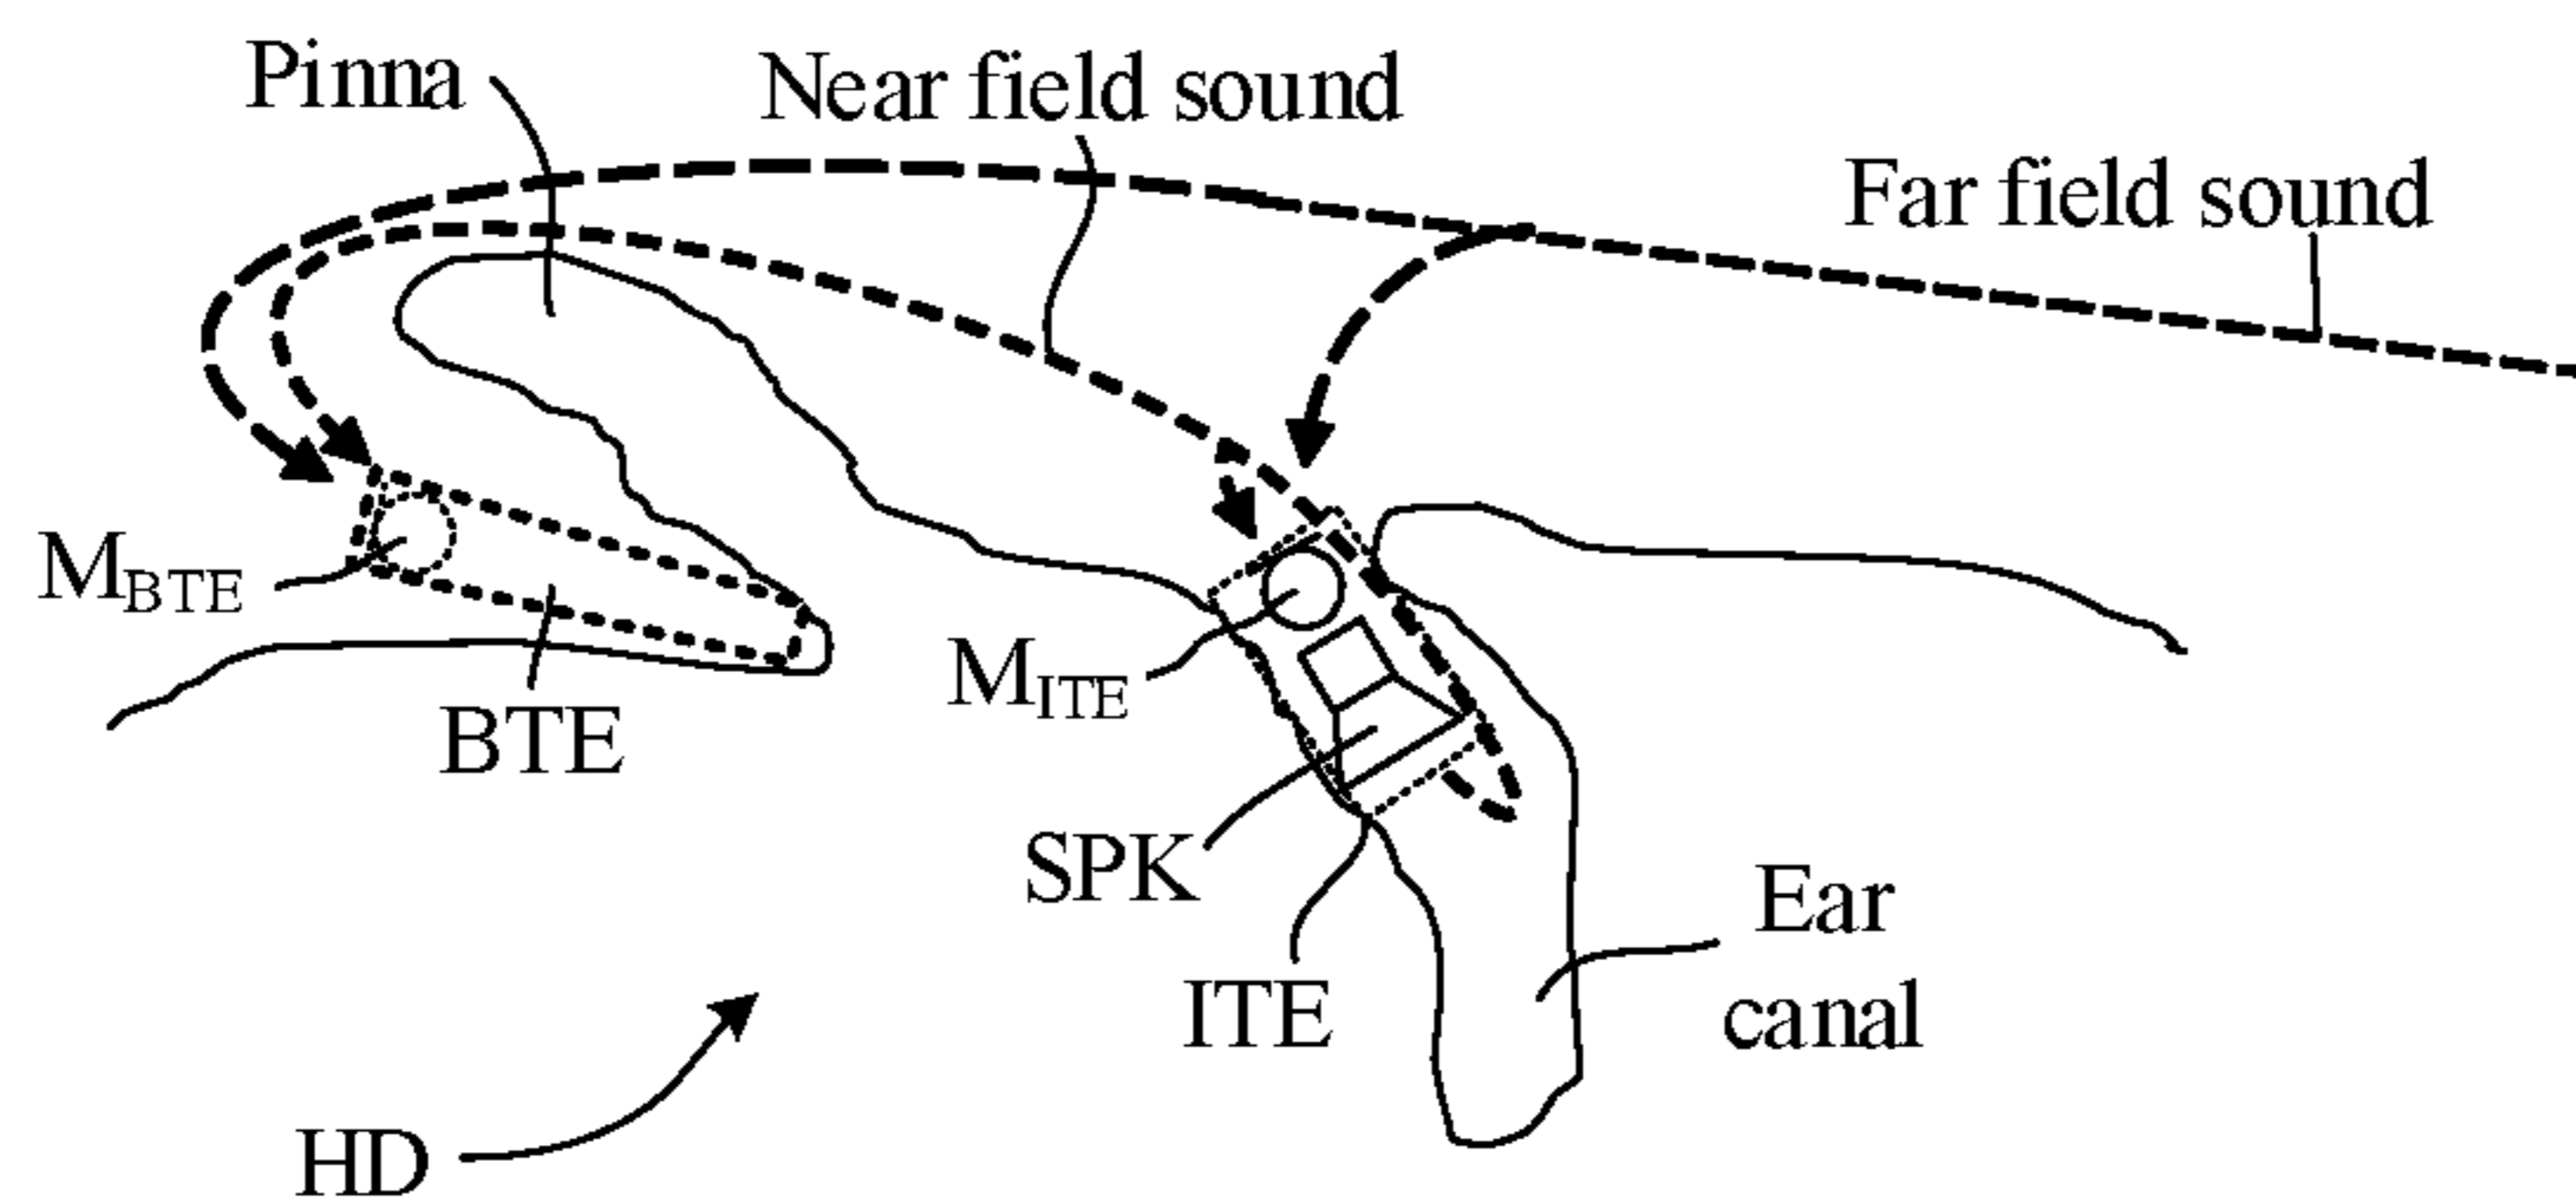 Pinna
Near field sound
Far field sound
MBTE
MITE
BTE
SPK
Ear
canal
ITE
HD